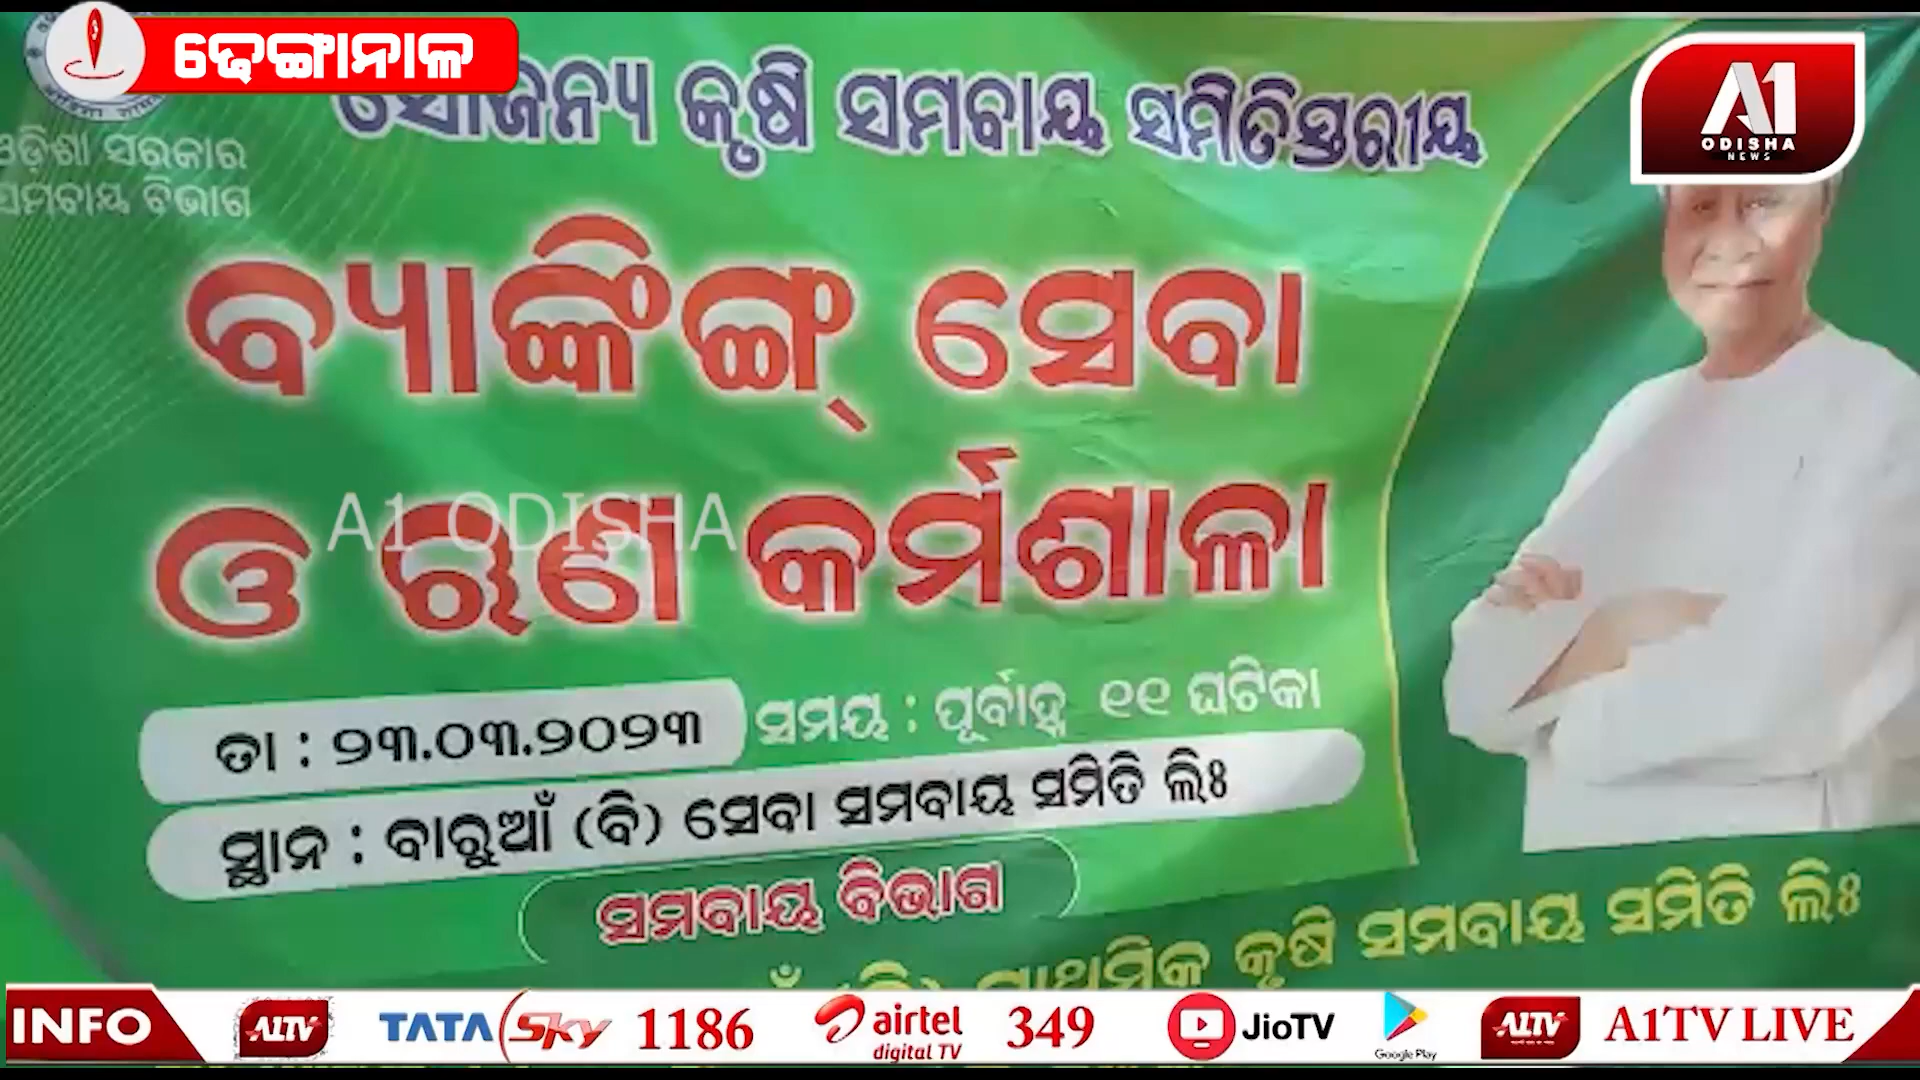 ଢେଙ୍କାନାଳ
A1
ODISHA
NEWS
ସୌଜନ୍ୟ କୃଷି ସମବାୟ ସମିତିସ୍ତରୀୟ
ଓଡ଼ିଶା ସରକାର
ସମବାୟ ବିଭାଗ
ବ୍ୟାଙ୍କିଙ୍ଗ୍ ସେବା
ଓ ଋଣ କର୍ମଶାଳା
A1 ODISHA
ତା : ୨୩.୦୩.୨୦୨୩ ସମୟ : ପୂର୍ବାହ୍ନ ୧୧ ଘଟିକା
ସ୍ଥାନ : ବାରୁଆଁ (ବି) ସେବା ସମବାୟ ସମିତି ଲିଃ
ସମବାୟ ବିଭାଗ
(ବି) ପ୍ରାଥମିକ କୃଷି ସମବାୟ ସମିତି ଲିଃ
INFO A1TV TATA Sky 1186 airtel digital TV 349 JioTV Google Play A1TV A1TV LIVE